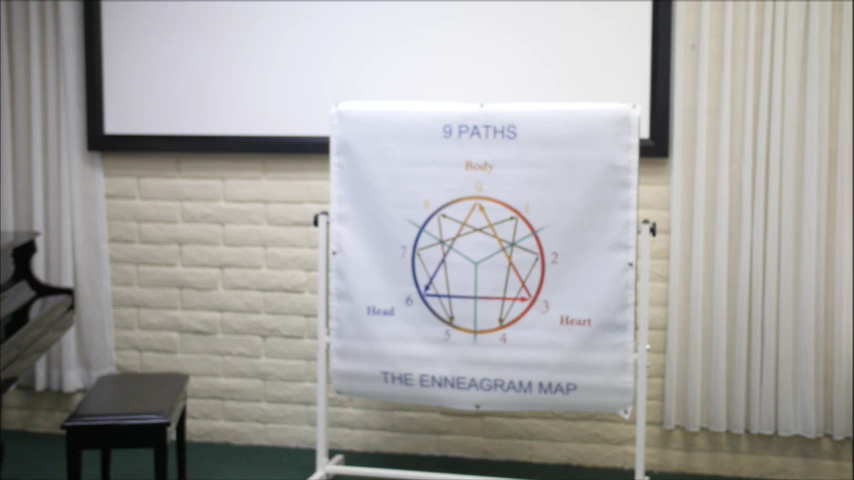 9 PATHS
Body
9
8 1
7 2
6 3
Head Heart
5 4
THE ENNEAGRAM MAP